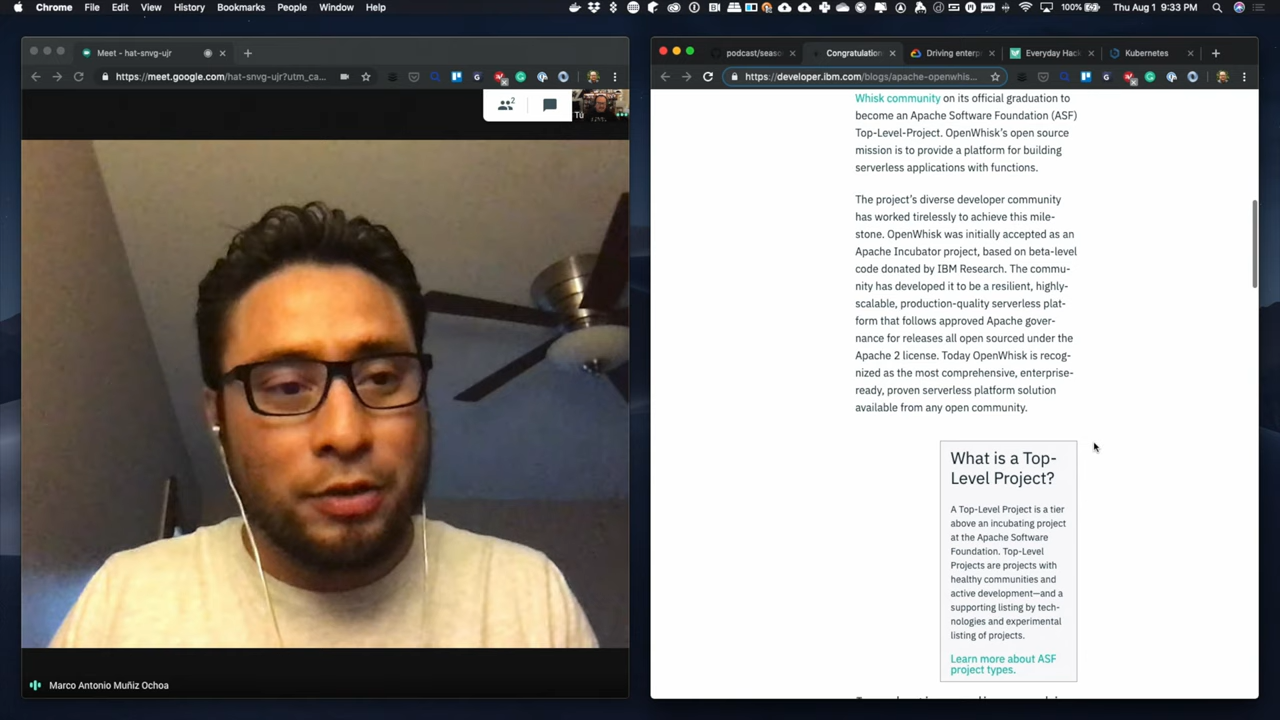 Chrome File Edit View History Bookmarks People Window Help
100% Thu Aug 1 9:33 PM
Meet - hat-snvg-ujr
https://meet.google.com/hat-snvg-ujr?utm_ca...
2
Tú
Marco Antonio Muñiz Ochoa
podcast/seaso
Congratulation
Driving enterp
Everyday Hac
Kubernetes
https://developer.ibm.com/blogs/apache-openwhis...
Whisk community on its official graduation to
become an Apache Software Foundation (ASF)
Top-Level-Project. OpenWhisk's open source
mission is to provide a platform for building
serverless applications with functions.
The project's diverse developer community
has worked tirelessly to achieve this mile-
stone. OpenWhisk was initially accepted as an
Apache Incubator project, based on beta-level
code donated by IBM Research. The commu-
nity has developed it to be a resilient, highly-
scalable, production-quality serverless plat-
form that follows approved Apache gover-
nance for releases all open sourced under the
Apache 2 license. Today OpenWhisk is recog-
nized as the most comprehensive, enterprise-
ready, proven serverless platform solution
available from any open community.
What is a Top-
Level Project?
A Top-Level Project is a tier
above an incubating project
at the Apache Software
Foundation. Top-Level
Projects are projects with
healthy communities and
active development—and a
supporting listing by tech-
nologies and experimental
listing of projects.
Learn more about ASF
project types.